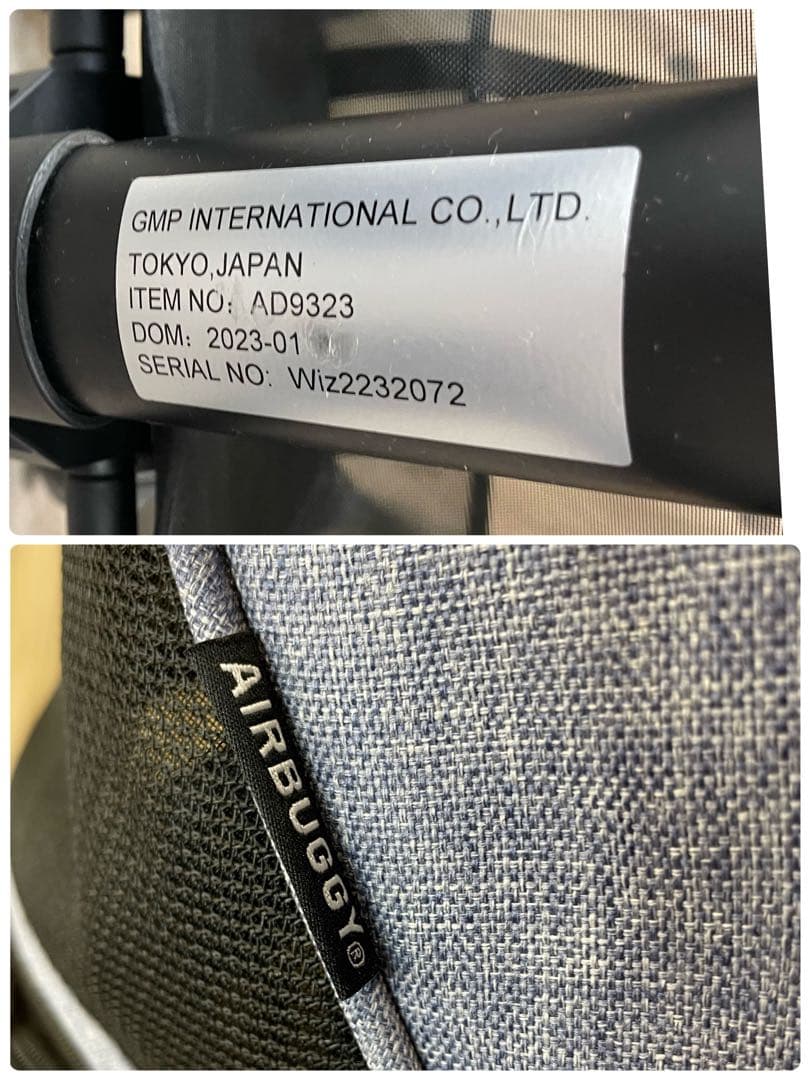 GMP INTERNATIONAL CO.,LTD.
TOKYO,JAPAN
ITEM NO: AD9323
DOM: 2023-01
SERIAL NO: Wiz2232072
AIRBUGGY®